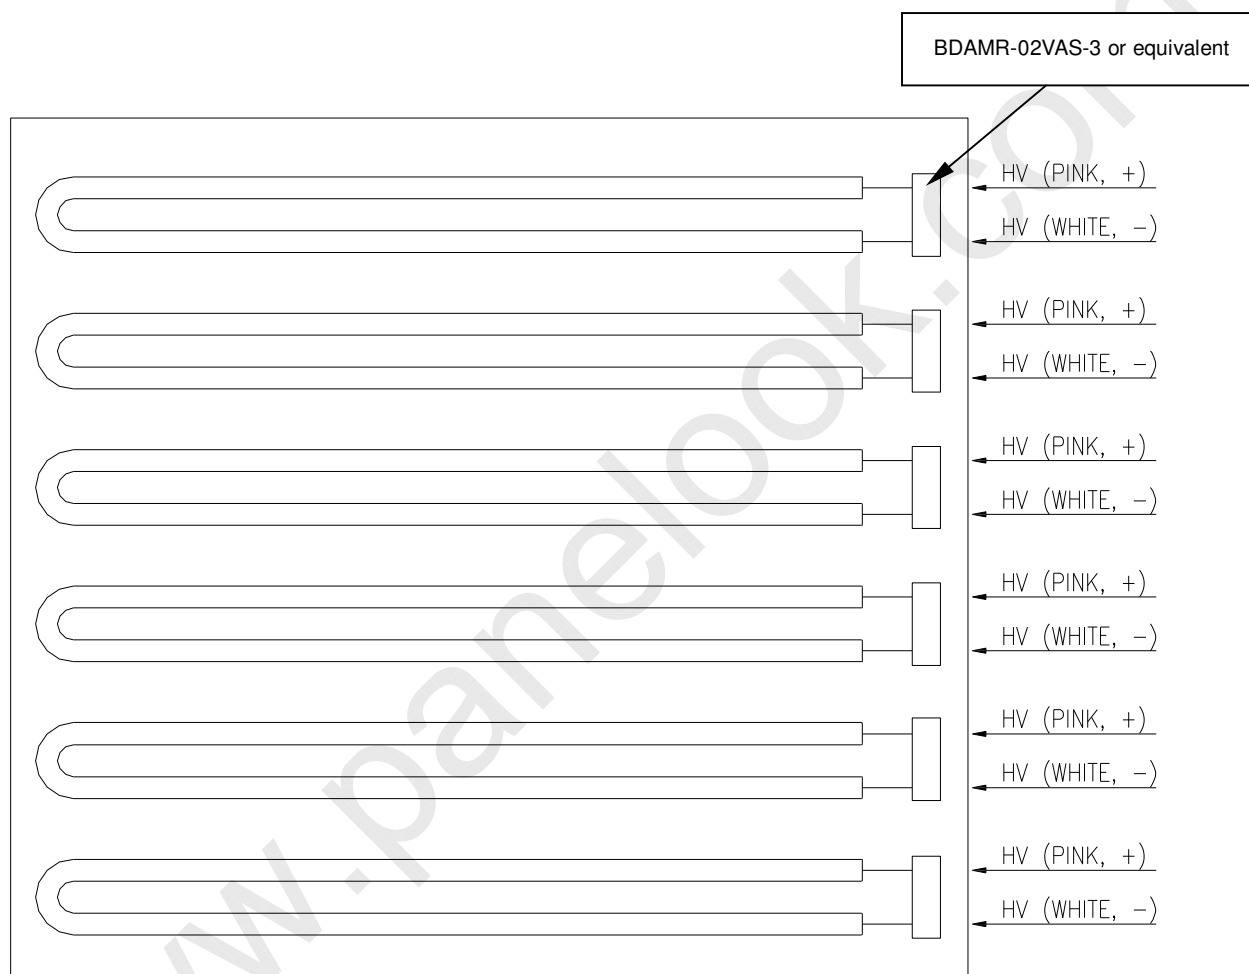 BDAMR-02VAS-3 or equivalent
HV (PINK, +)
HV (WHITE, -)
HV (PINK, +)
HV (WHITE, -)
HV (PINK, +)
HV (WHITE, -)
HV (PINK, +)
HV (WHITE, -)
HV (PINK, +)
HV (WHITE, -)
HV (PINK, +)
HV (WHITE, -)
w.panelook.com